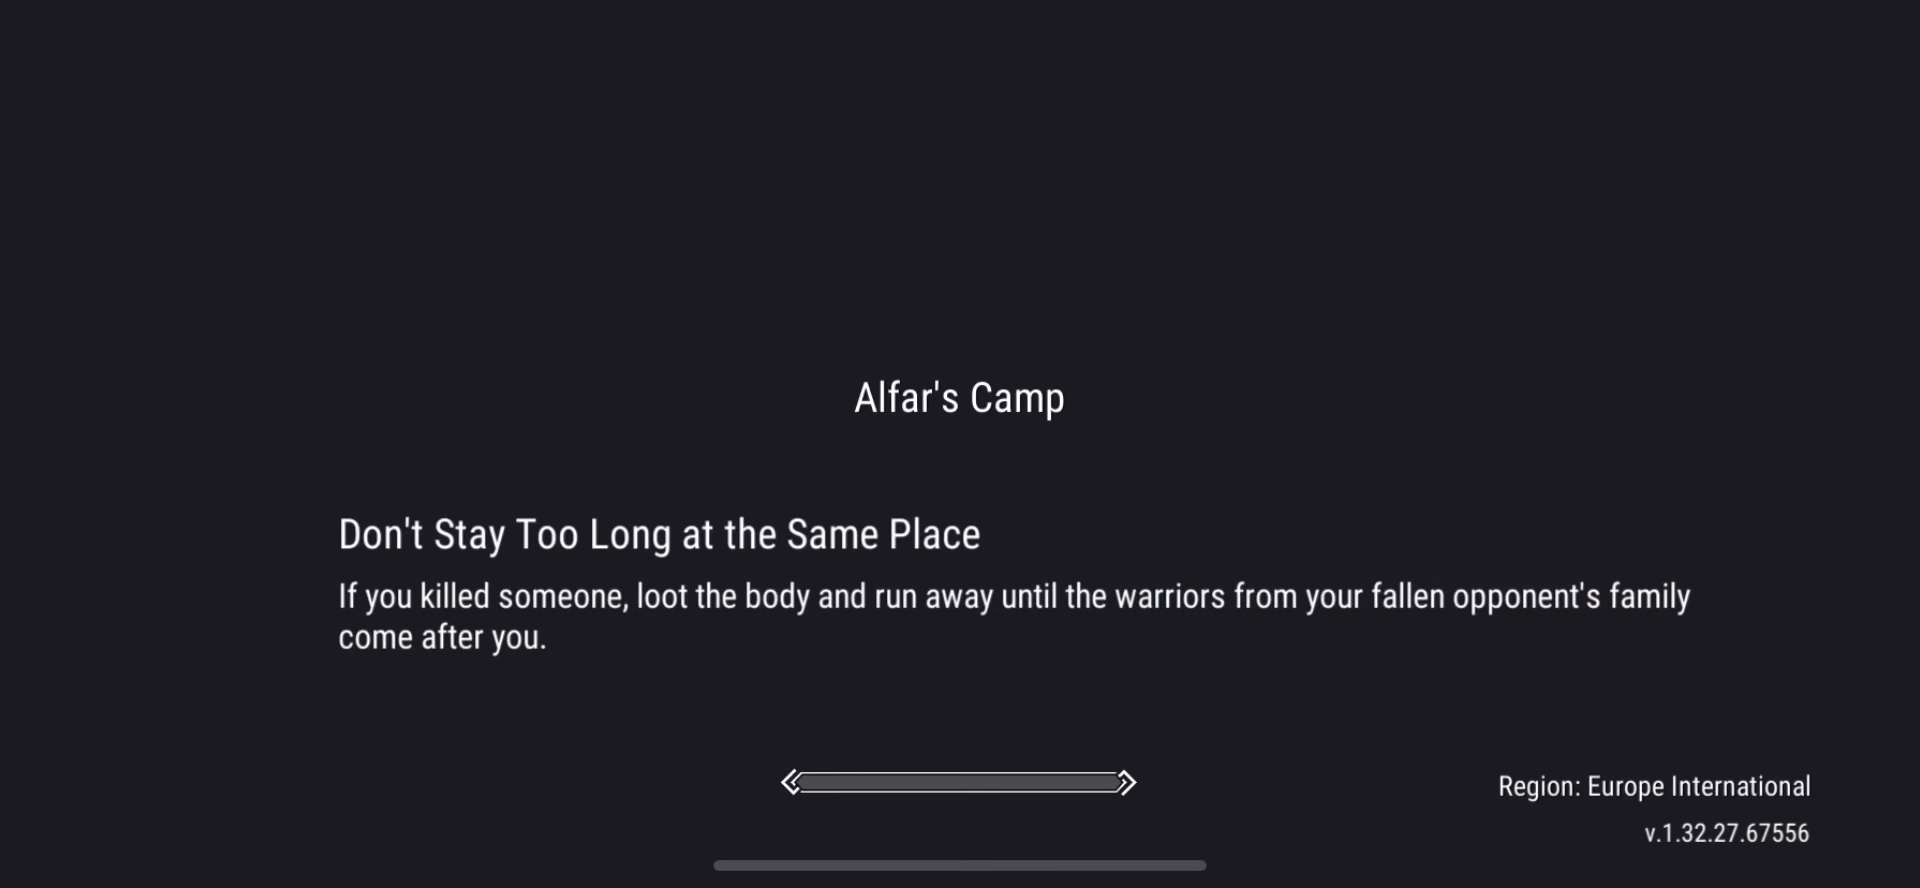 Alfar's Camp
Don't Stay Too Long at the Same Place
If you killed someone, loot the body and run away until the warriors from your fallen opponent's family
come after you.
Region: Europe International
v.1.32.27.67556